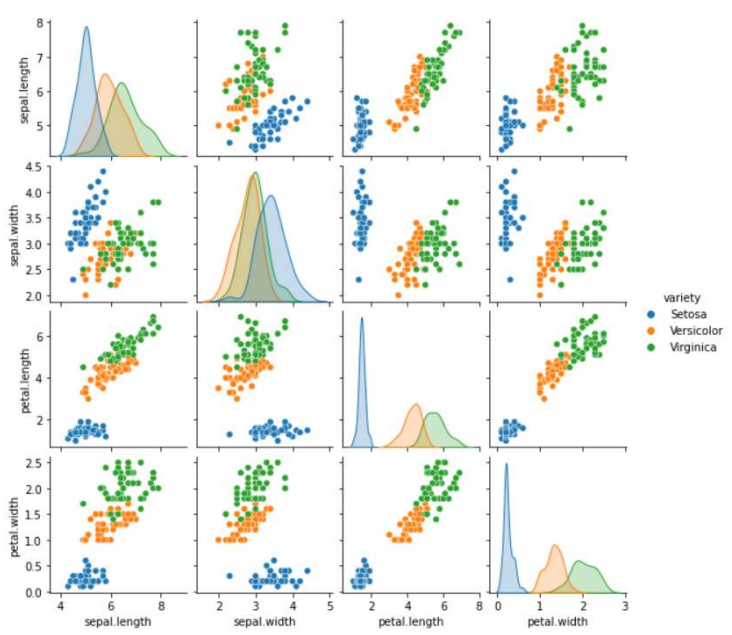 8
7
6
5
sepal.length
4.5
4.0
3.5
3.0
2.5
2.0
sepal.width
variety
Setosa
Versicolor
Virginica
6
4
2
petal.length
2.5
2.0
1.5
1.0
0.5
0.0
petal.width
4 6 8 2 3 4 5 2 4 6 8 0 1 2 3
sepal.length sepal.width petal.length petal.width